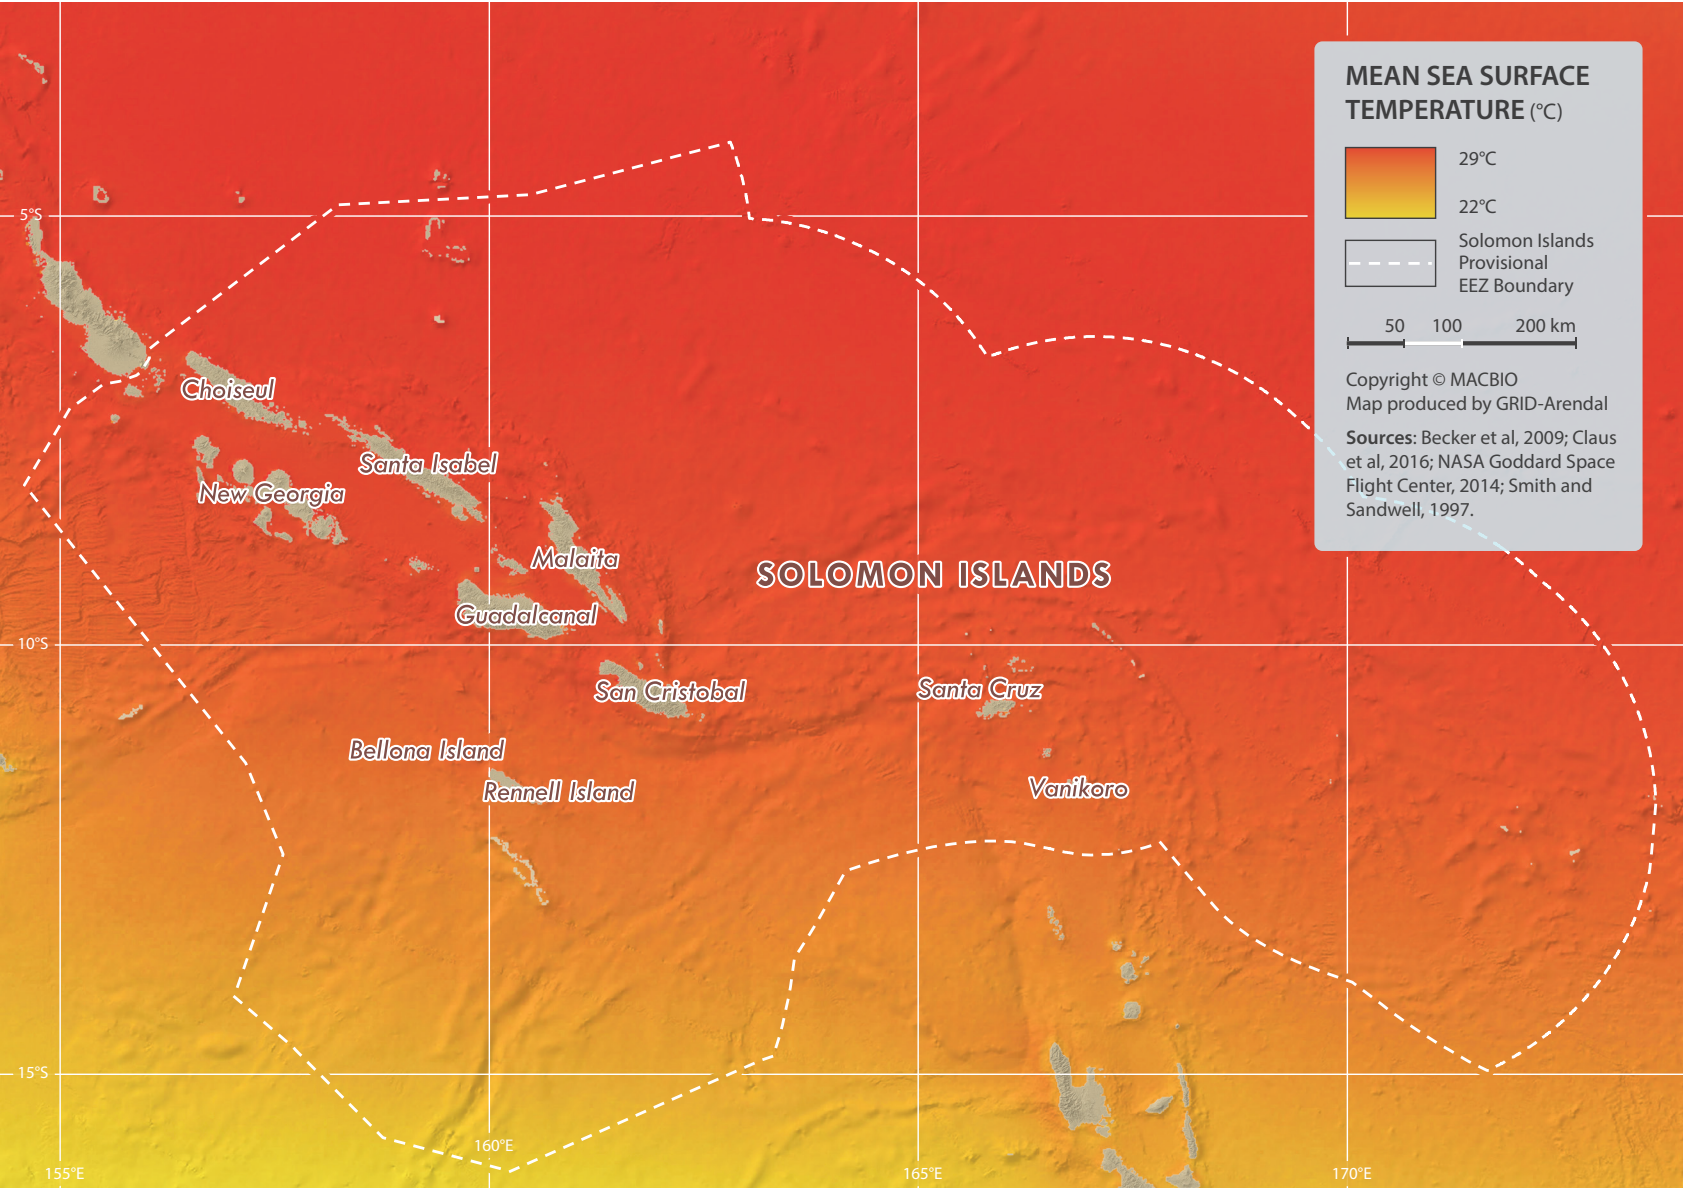 MEAN SEA SURFACE
TEMPERATURE (°C)
29°C
22°C
Solomon Islands
Provisional
EEZ Boundary
50 100 200 km
Copyright © MACBIO
Map produced by GRID-Arendal
Sources: Becker et al, 2009; Claus
et al, 2016; NASA Goddard Space
Flight Center, 2014; Smith and
Sandwell, 1997.
5°S
Choiseul
Santa Isabel
New Georgia
Malaita
SOLOMON ISLANDS
Guadalcanal
10°S
San Cristobal
Santa Cruz
Bellona Island
Rennell Island
Vanikoro
15°S
160°E
155°E
165°E
170°E